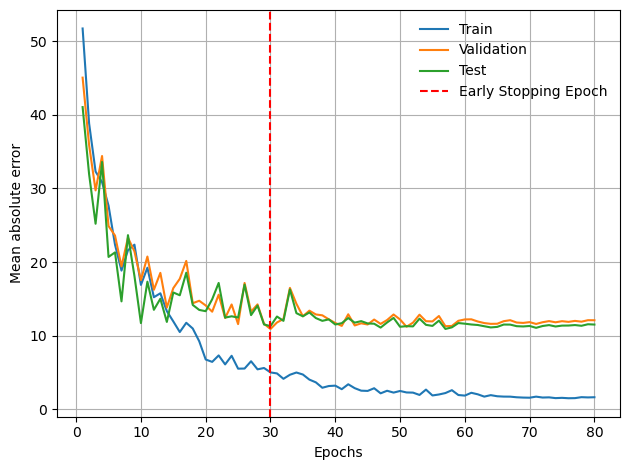 Train
Validation
Test
Early Stopping Epoch
Mean absolute error
50
40
30
20
10
0
0 10 20 30 40 50 60 70 80
Epochs